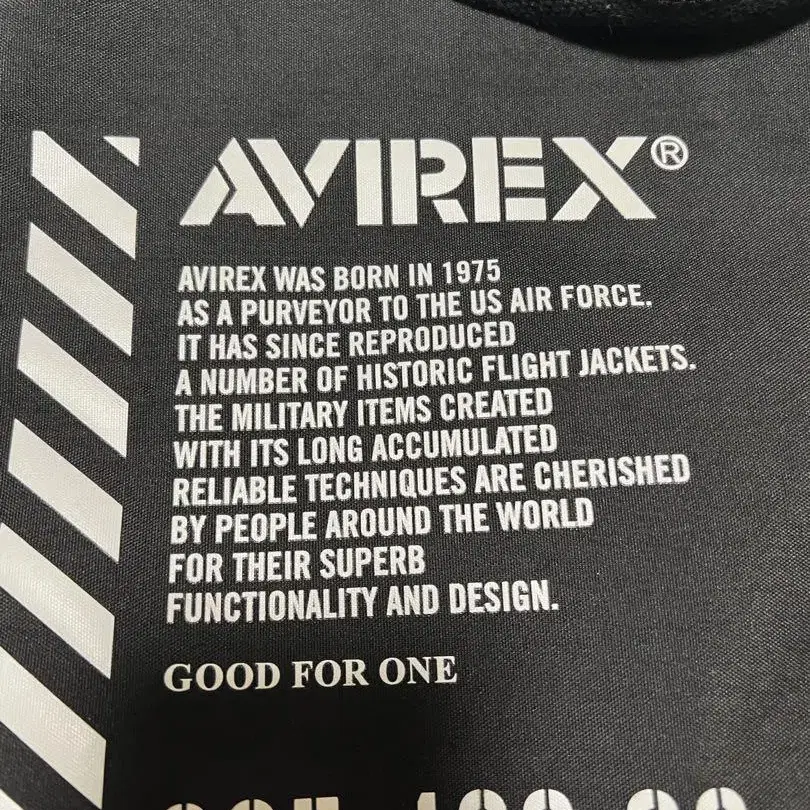 AVIREX®
AVIREX WAS BORN IN 1975
AS A PURVEYOR TO THE US AIR FORCE.
IT HAS SINCE REPRODUCED
A NUMBER OF HISTORIC FLIGHT JACKETS.
THE MILITARY ITEMS CREATED
WITH ITS LONG ACCUMULATED
RELIABLE TECHNIQUES ARE CHERISHED
BY PEOPLE AROUND THE WORLD
FOR THEIR SUPERB
FUNCTIONALITY AND DESIGN.
GOOD FOR ONE